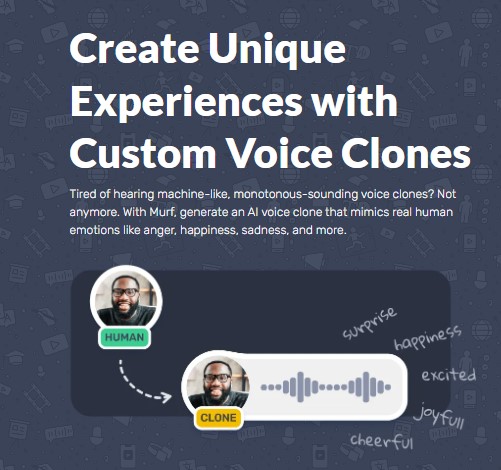 Create Unique
Experiences with
Custom Voice Clones
Tired of hearing machine-like, monotonous-sounding voice clones? Not
anymore. With Murf, generate an AI voice clone that mimics real human
emotions like anger, happiness, sadness, and more.
HUMAN
surprise
happiness
excited
CLONE
joyfull
cheerful